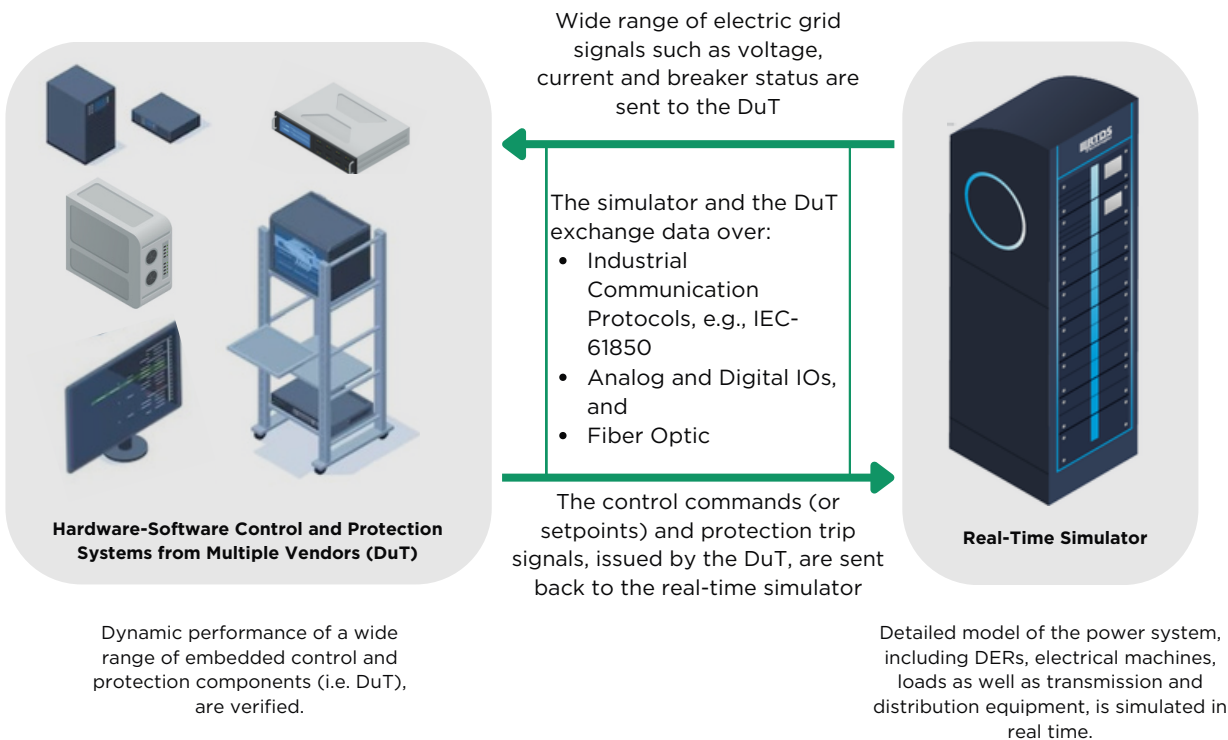 Wide range of electric grid
signals such as voltage,
current and breaker status are
sent to the DuT
RTDS
The simulator and the DuT
exchange data over:
• Industrial
Communication
Protocols, e.g., IEC-
61850
• Analog and Digital IOs,
and
• Fiber Optic
The control commands (or
setpoints) and protection trip
signals, issued by the DuT, are sent
back to the real-time simulator
Hardware-Software Control and Protection
Systems from Multiple Vendors (DuT)
Real-Time Simulator
Dynamic performance of a wide
range of embedded control and
protection components (i.e. DuT),
are verified.
Detailed model of the power system,
including DERs, electrical machines,
loads as well as transmission and
distribution equipment, is simulated in
real time.